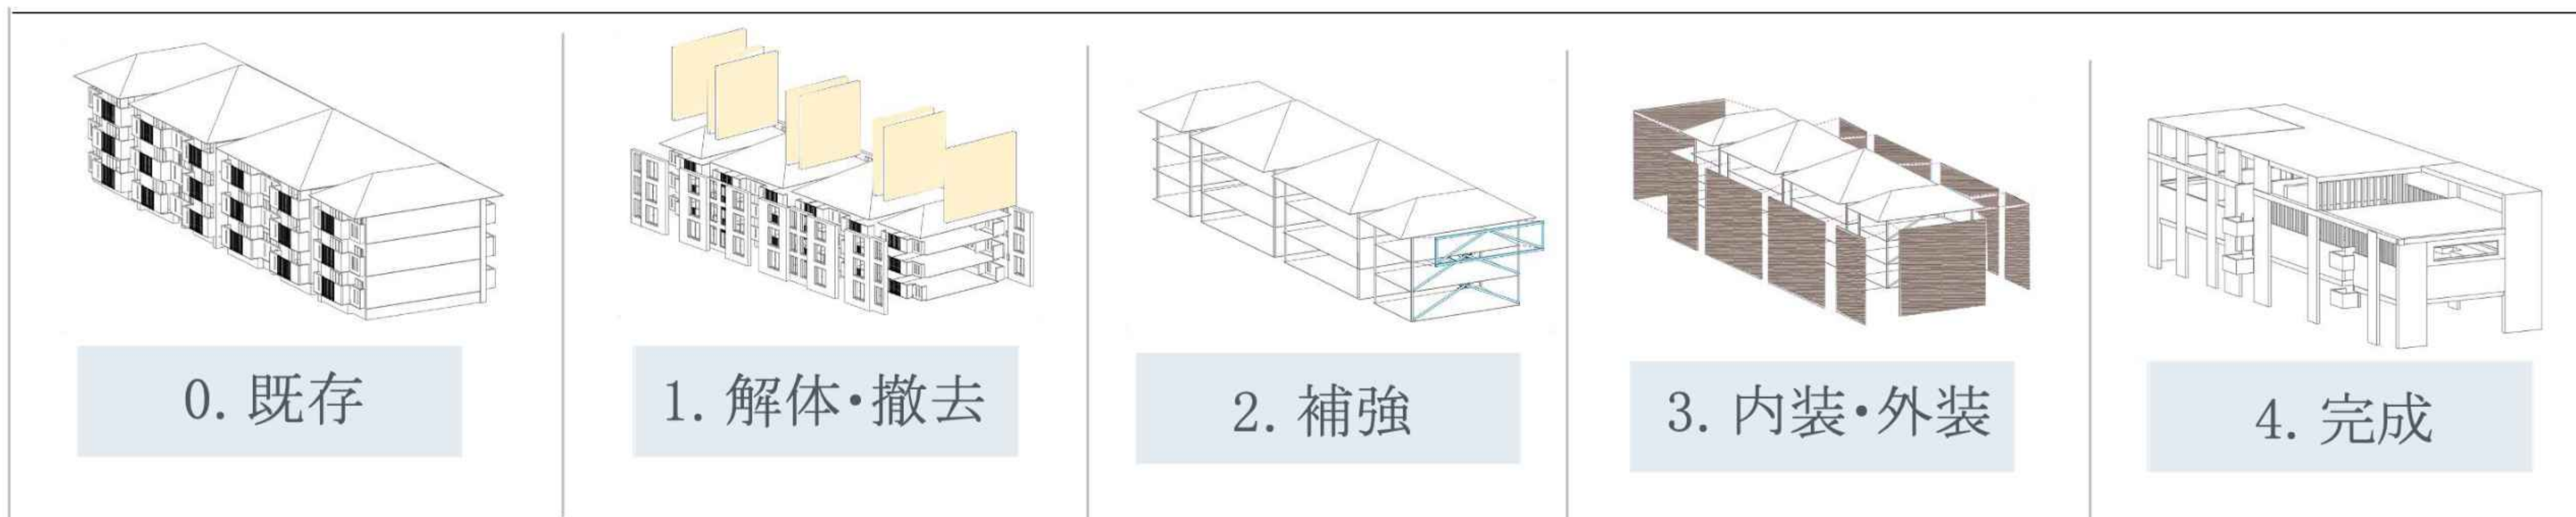 0. 既存
1. 解体・撤去
2. 補強
3. 内装・外装
4. 完成